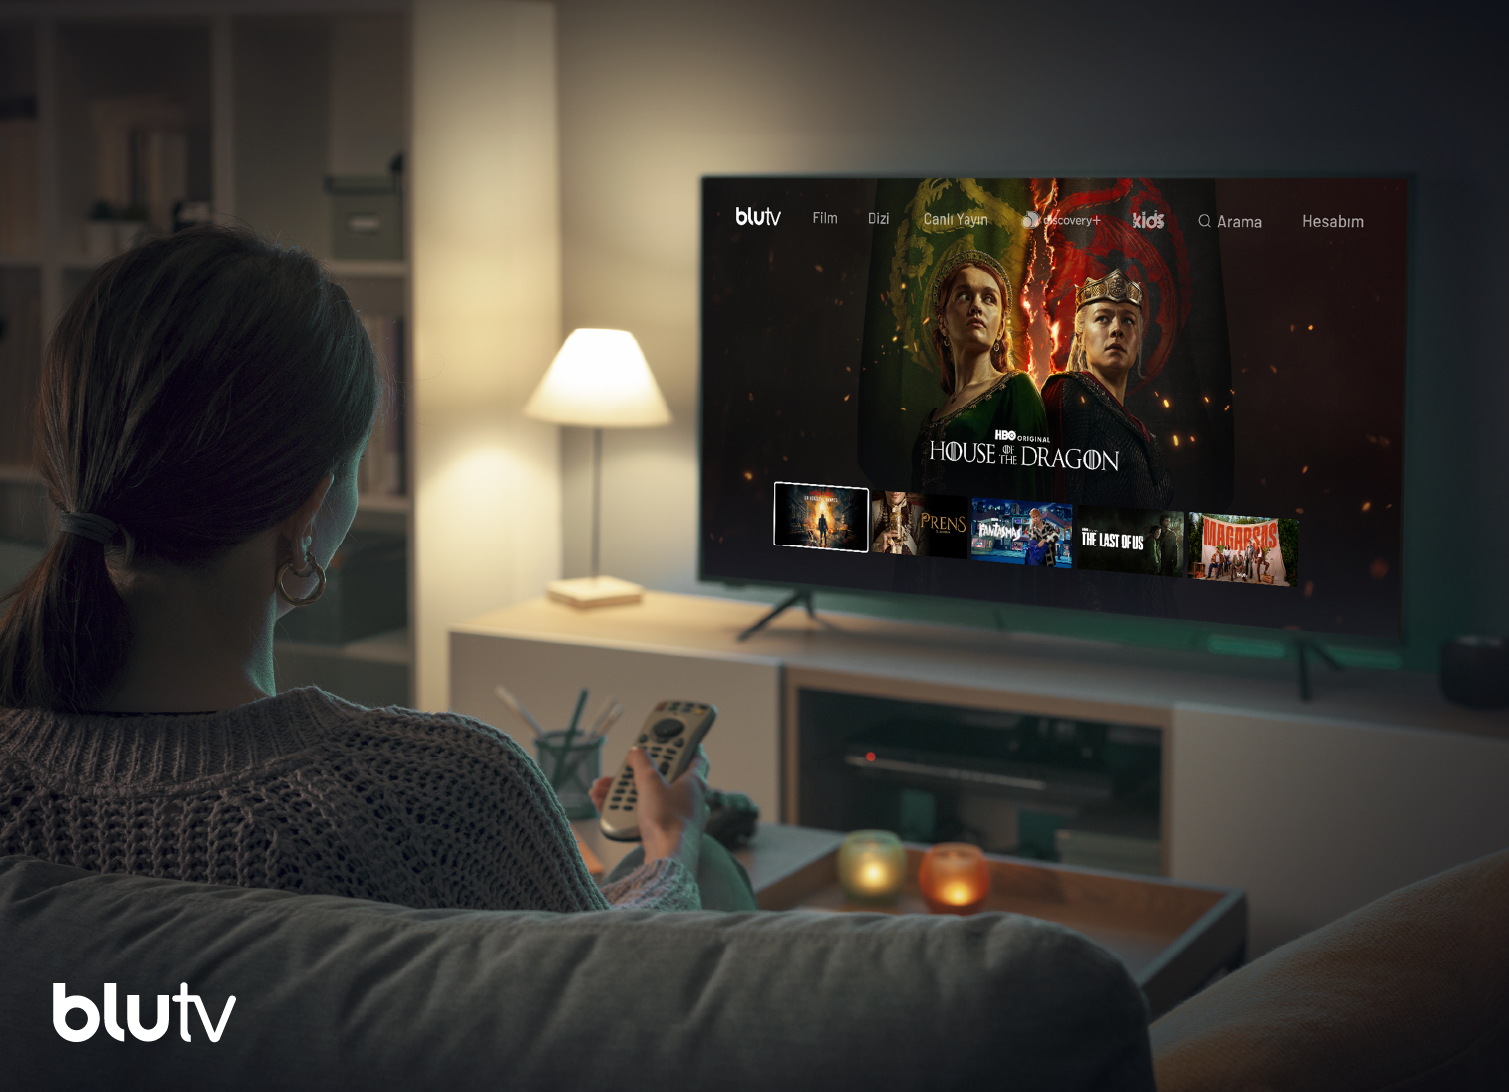 blutv
Film
Dizi
Canlı Yayın
discovery+
kids
Arama
Hesabım
HBO ORIGINAL
HOUSE OF THE DRAGON
PRENS
FANTASMAS
THE LAST OF US
MAGARSUS
blutv